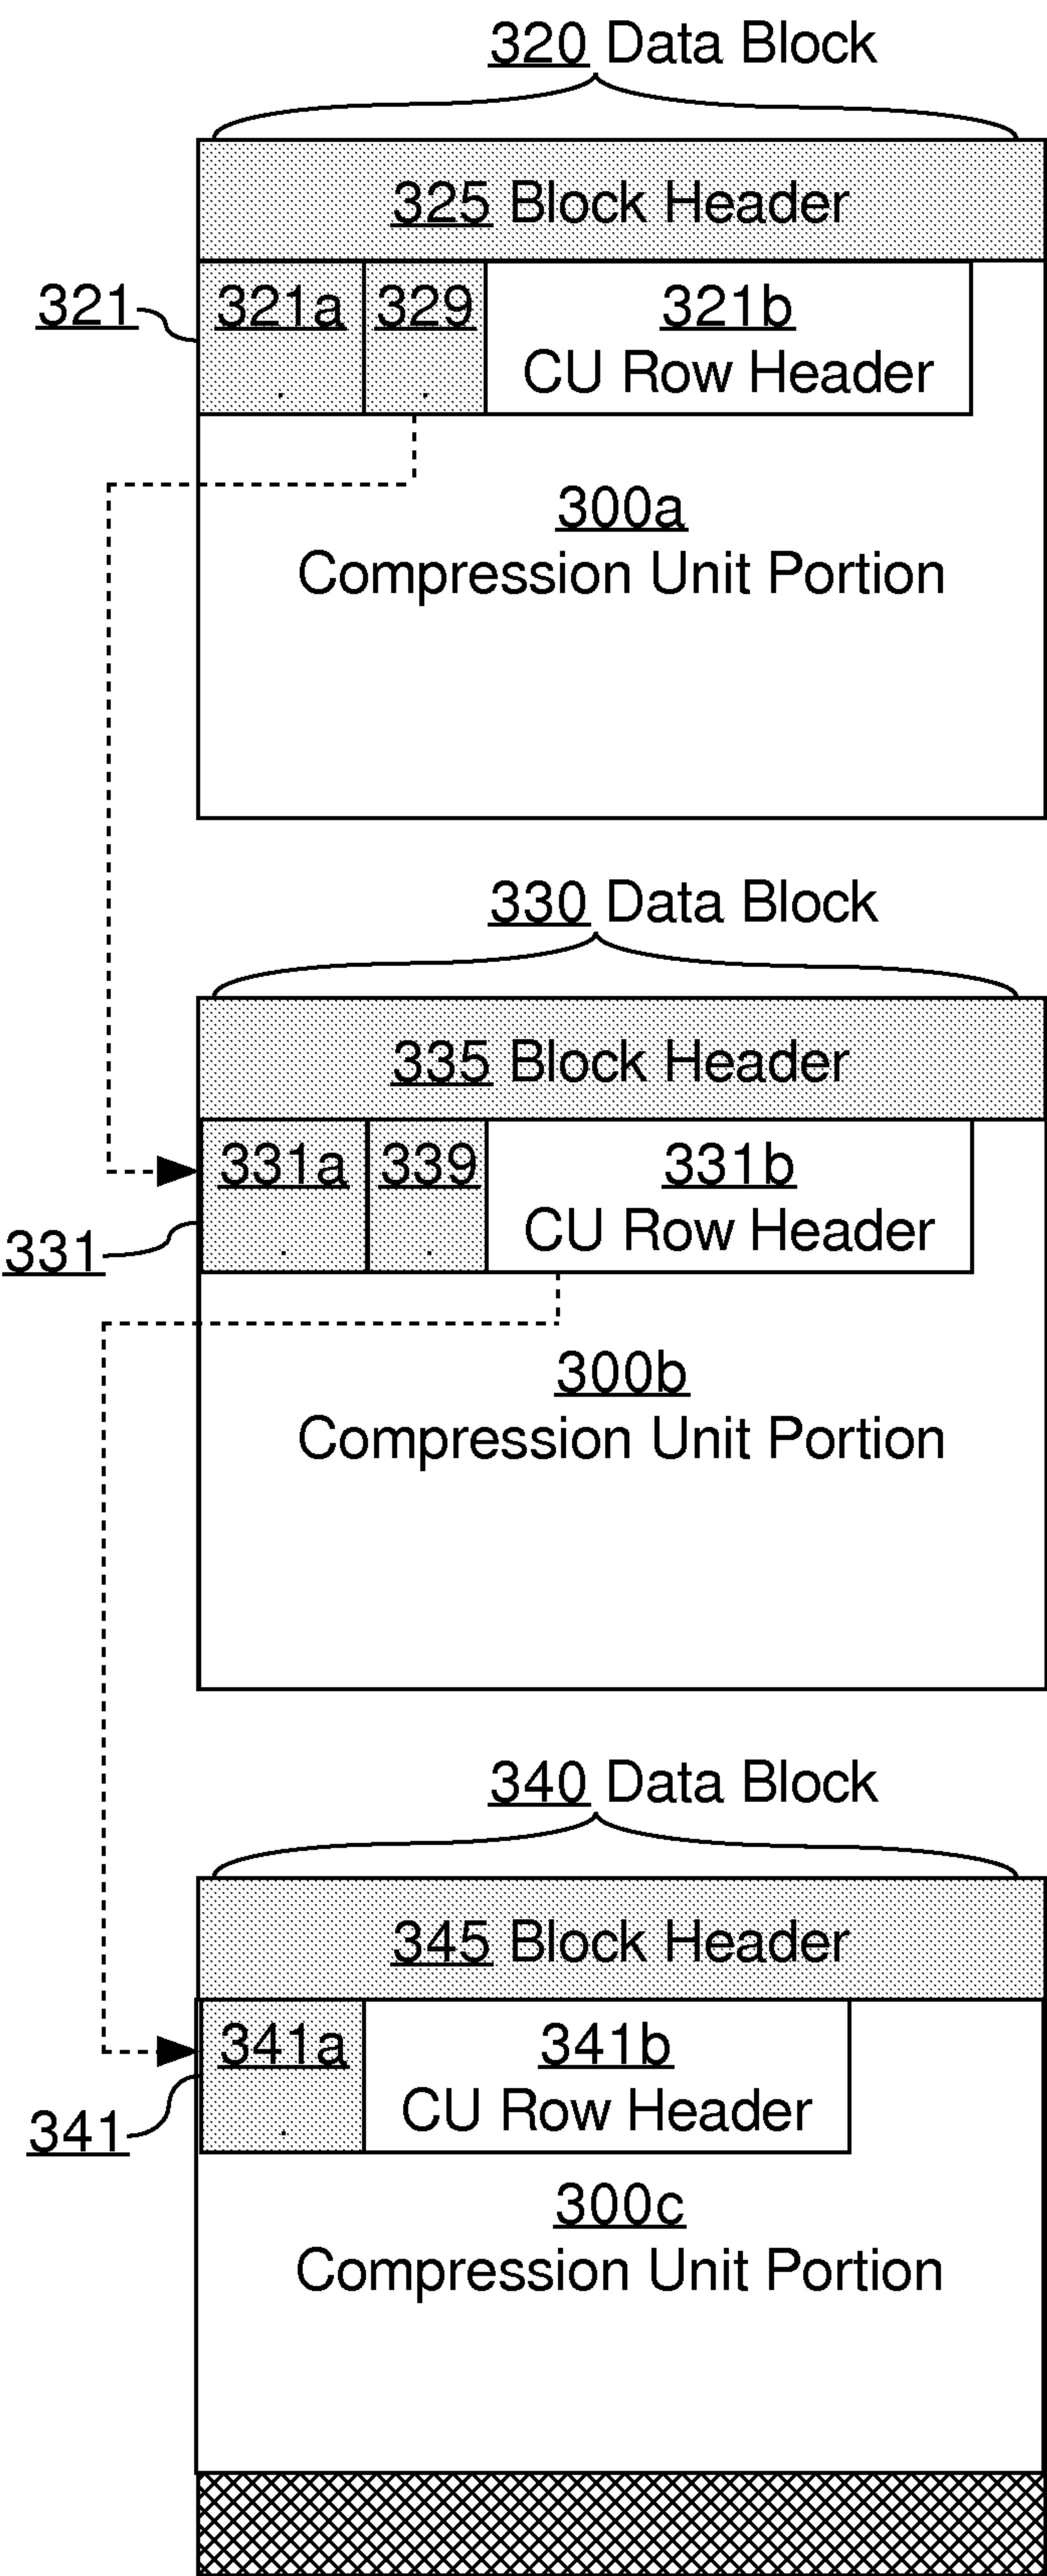 320 Data Block
325 Block Header
321 321a 329 321b
CU Row Header
300a
Compression Unit Portion
330 Data Block
335 Block Header
331a 339 331b
CU Row Header
331
300b
Compression Unit Portion
340 Data Block
345 Block Header
341a 341b
CU Row Header
341
300c
Compression Unit Portion